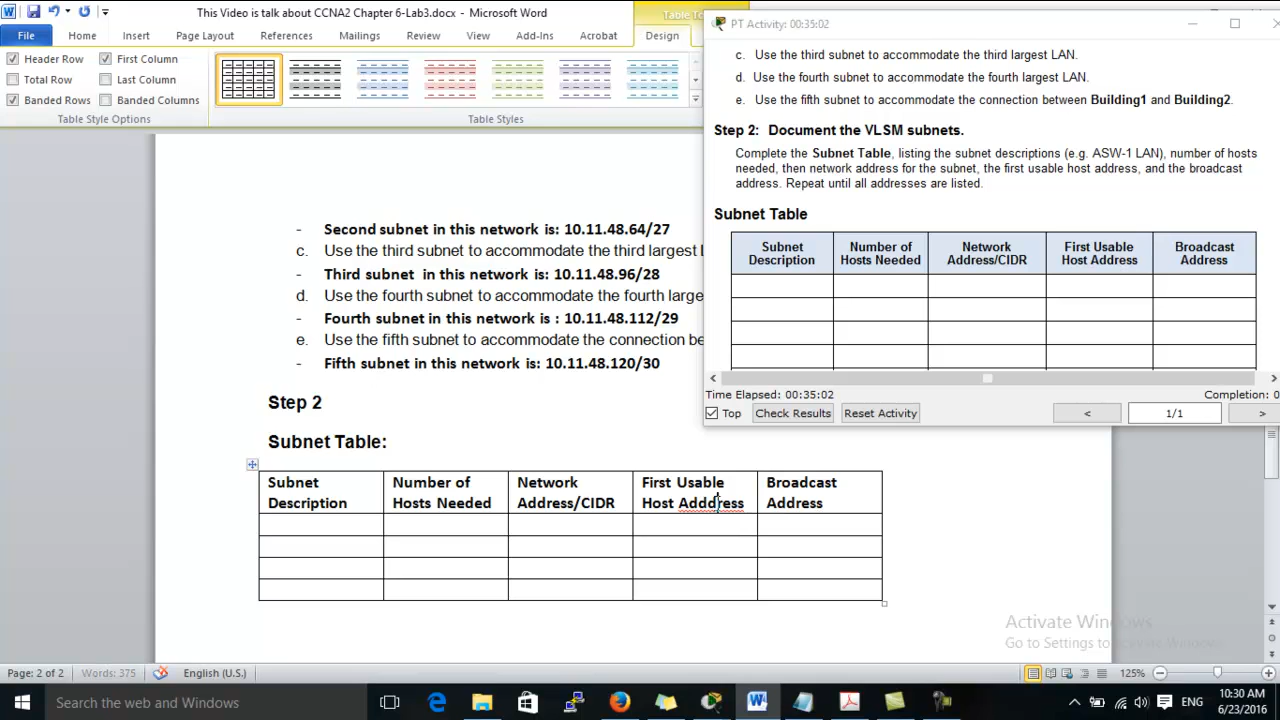 This Video is talk about CCNA2 Chapter 6-Lab3.docx - Microsoft Word
Table To
File Home Insert Page Layout References Mailings Review View Add-Ins Acrobat Design
Header Row First Column
Total Row Last Column
Banded Rows Banded Columns
Table Style Options Table Styles
- Second subnet in this network is: 10.11.48.64/27
c. Use the third subnet to accommodate the third largest L
- Third subnet in this network is: 10.11.48.96/28
d. Use the fourth subnet to accommodate the fourth large
- Fourth subnet in this network is : 10.11.48.112/29
e. Use the fifth subnet to accommodate the connection be
- Fifth subnet in this network is: 10.11.48.120/30
Step 2
Subnet Table:
Subnet Number of Network First Usable Broadcast
Description Hosts Needed Address/CIDR Host Adddress Address
PT Activity: 00:35:02
c. Use the third subnet to accommodate the third largest LAN.
d. Use the fourth subnet to accommodate the fourth largest LAN.
e. Use the fifth subnet to accommodate the connection between Building1 and Building2.
Step 2: Document the VLSM subnets.
Complete the Subnet Table, listing the subnet descriptions (e.g. ASW-1 LAN), number of hosts
needed, then network address for the subnet, the first usable host address, and the broadcast
address. Repeat until all addresses are listed.
Subnet Table
Subnet Number of Network First Usable Broadcast
Description Hosts Needed Address/CIDR Host Address Address
Time Elapsed: 00:35:02 Completion: 0
Top Check Results Reset Activity < 1/1 >
Activate Windows
Go to Settings to activate Windows.
Page: 2 of 2 Words: 375 English (U.S.) 125%
Search the web and Windows ENG 10:30 AM
6/23/2016